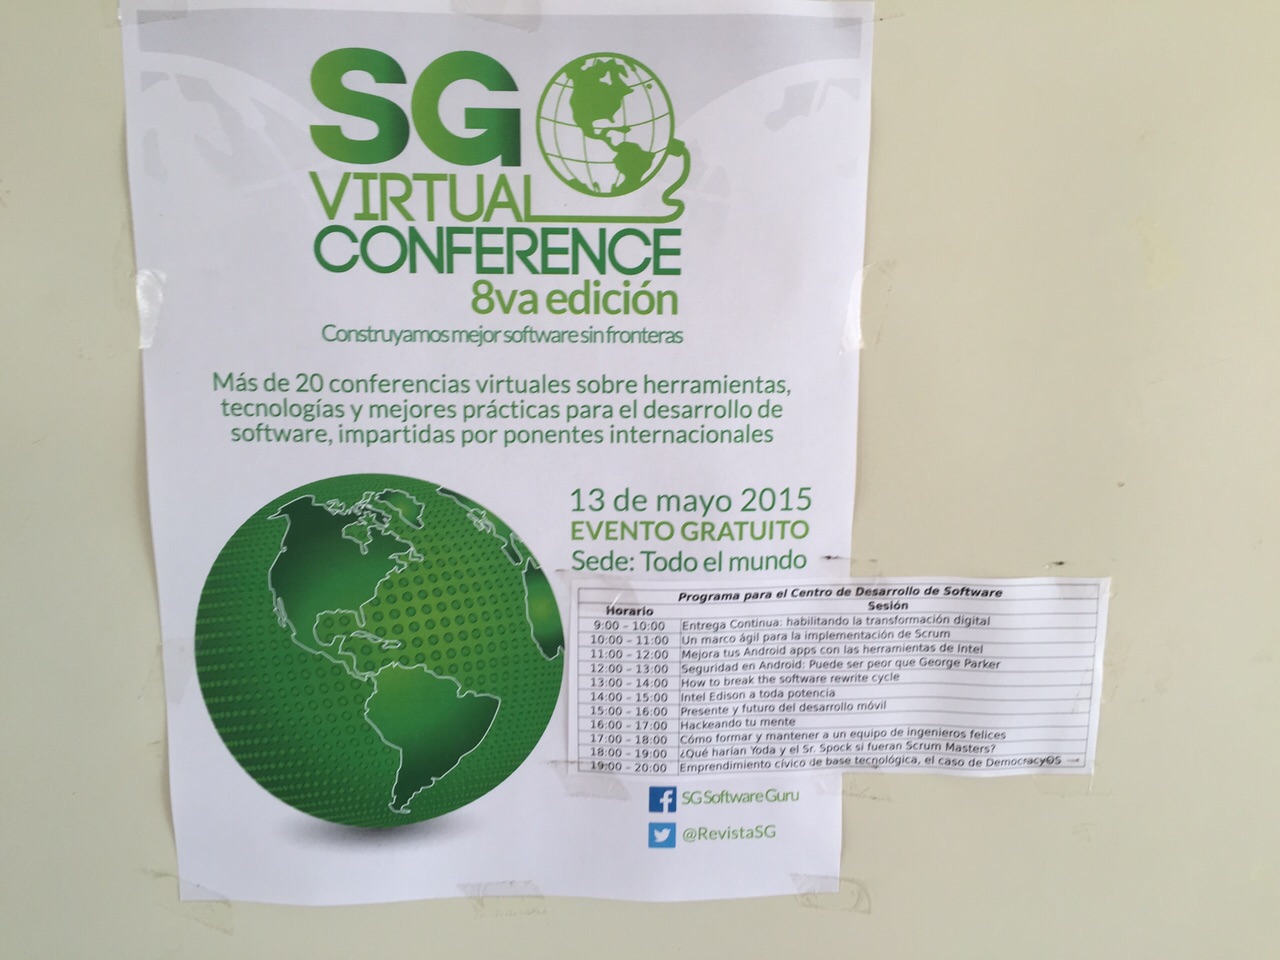 SG
VIRTUAL
CONFERENCE
8va edición
Construyamos mejor software sin fronteras
Más de 20 conferencias virtuales sobre herramientas,
tecnologías y mejores prácticas para el desarrollo de
software, impartidas por ponentes internacionales
13 de mayo 2015
EVENTO GRATUITO
Sede: Todo el mundo
Programa para el Centro de Desarrollo de Software
Horario Sesión
9:00 – 10:00 Entrega Continua: habilitando la transformación digital
10:00 – 11:00 Un marco ágil para la implementación de Scrum
11:00 – 12:00 Mejora tus Android apps con las herramientas de Intel
12:00 – 13:00 Seguridad en Android: Puede ser peor que George Parker
13:00 – 14:00 How to break the software rewrite cycle
14:00 – 15:00 Intel Edison a toda potencia
15:00 – 16:00 Presente y futuro del desarrollo móvil
16:00 – 17:00 Hackeando tu mente
17:00 – 18:00 Cómo formar y mantener a un equipo de ingenieros felices
18:00 – 19:00 ¿Qué harían Yoda y el Sr. Spock si fueran Scrum Masters?
19:00 – 20:00 Emprendimiento cívico de base tecnológica, el caso de DemocracyOS
SG Software Guru
@RevistaSG